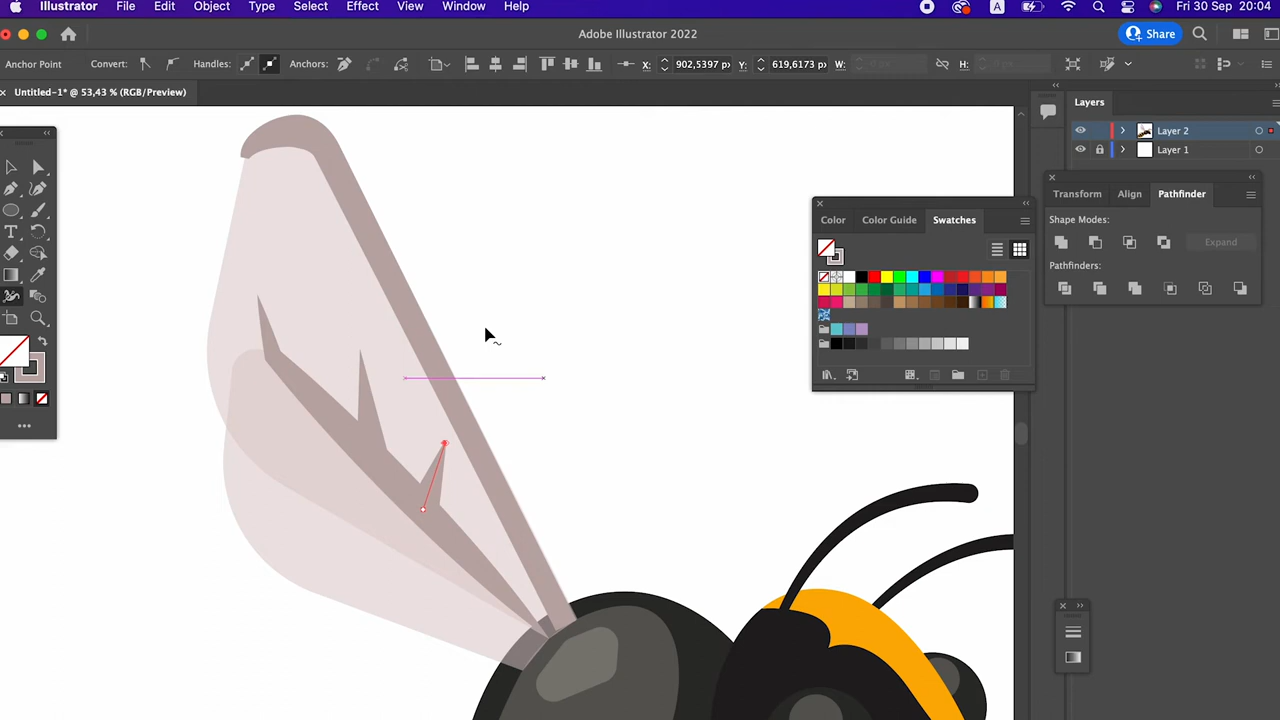 Illustrator File Edit Object Type Select Effect View Window Help A Fri 30 Sep 20:04
Adobe Illustrator 2022 Share
Anchor Point Convert: Handles: Anchors: X: 902,5397 p) Y: 619,6173 p) W: 0 p) H:
Untitled-1* @ 53,43 % (RGB/Preview)
Layers
Layer 2
Layer 1
Transform Align Pathfinder
Shape Modes:
Expand
Pathfinders:
Color Color Guide Swatches
T